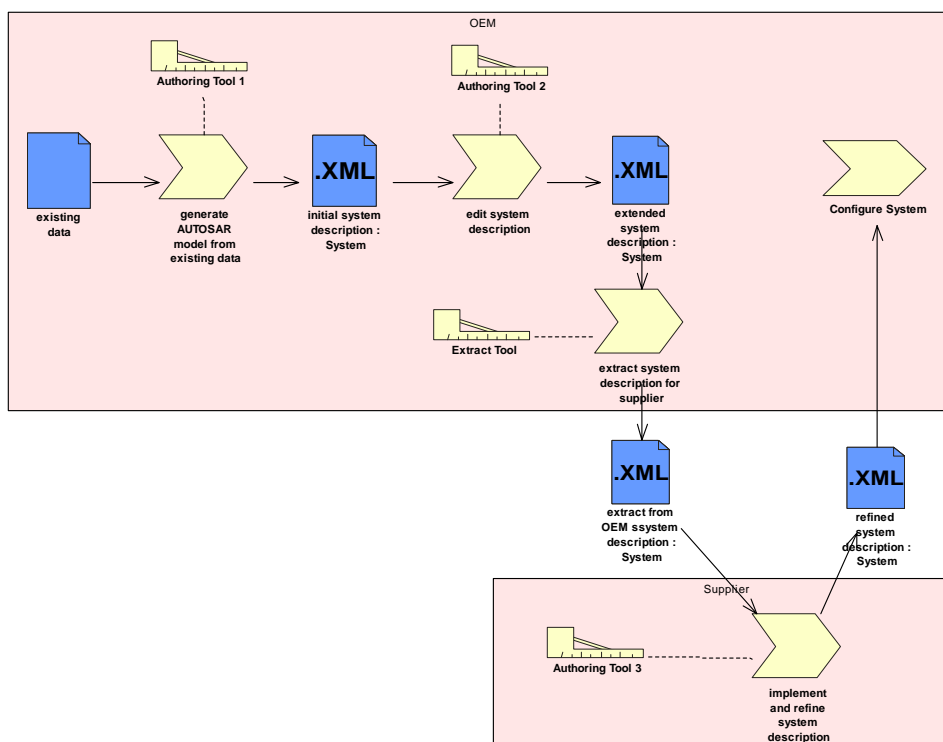 OEM
Authoring Tool 1
Authoring Tool 2
.XML
.XML
existing
data
generate
AUTOSAR
model from
existing data
initial system
description :
System
edit system
description
extended
system
description :
System
Configure System
Extract Tool
extract system
description for
supplier
.XML
.XML
extract from
OEM ssystem
description :
System
refined
system
description :
System
Supplier
Authoring Tool 3
implement
and refine
system
description